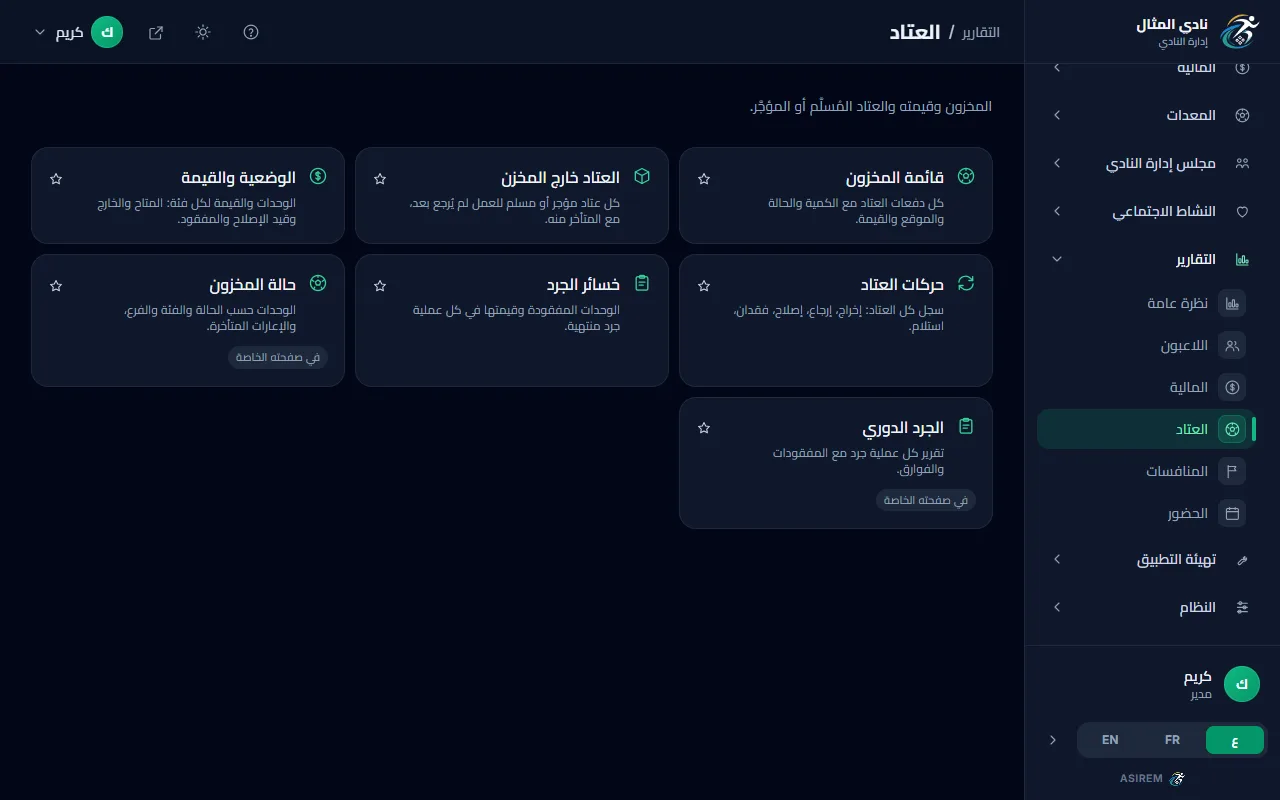 نادي المثال
إدارة النادي
المالية
المعدات
مجلس إدارة النادي
النشاط الاجتماعي
التقارير
نظرة عامة
اللاعبون
المالية
العتاد
المنافسات
الحضور
تهيئة التطبيق
النظام
ك
كريم
مدير
ع
FR
EN
ASIREM
التقارير / العتاد
ك
كريم
المخزون وقيمته والعتاد المُسلَّم أو المؤجَّر.
قائمة المخزون
كل دفعات العتاد مع الكمية والحالة
والموقع والقيمة.
العتاد خارج المخزن
كل عتاد مؤجر أو مسلم للعمل لم يُرجع بعد،
مع المتأخر منه.
الوضعية والقيمة
الوحدات والقيمة لكل فئة: المتاح والخارج
وقيد الإصلاح والمفقود.
حركات العتاد
سجل كل العتاد: إخراج، إرجاع، إصلاح، فقدان،
استلام.
خسائر الجرد
الوحدات المفقودة وقيمتها في كل عملية
جرد منتهية.
حالة المخزون
الوحدات حسب الحالة والفئة والفرع،
والإعارات المتأخرة.
في صفحته الخاصة
الجرد الدوري
تقرير كل عملية جرد مع المفقودات
والفوارق.
في صفحته الخاصة